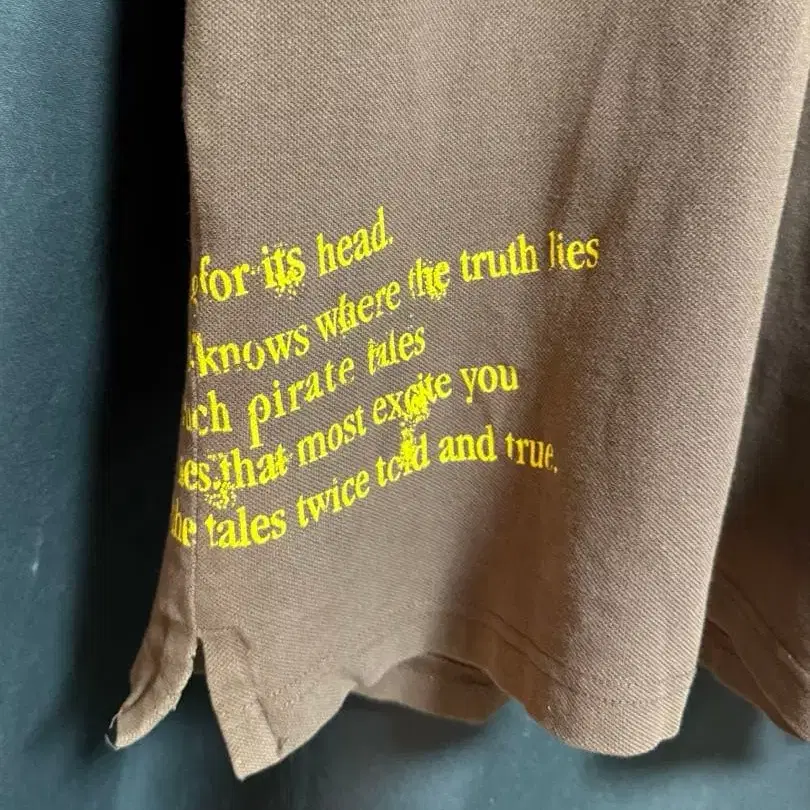 for its head.
knows where the truth lies
pirate tales
that most excite you
tales twice told and true.